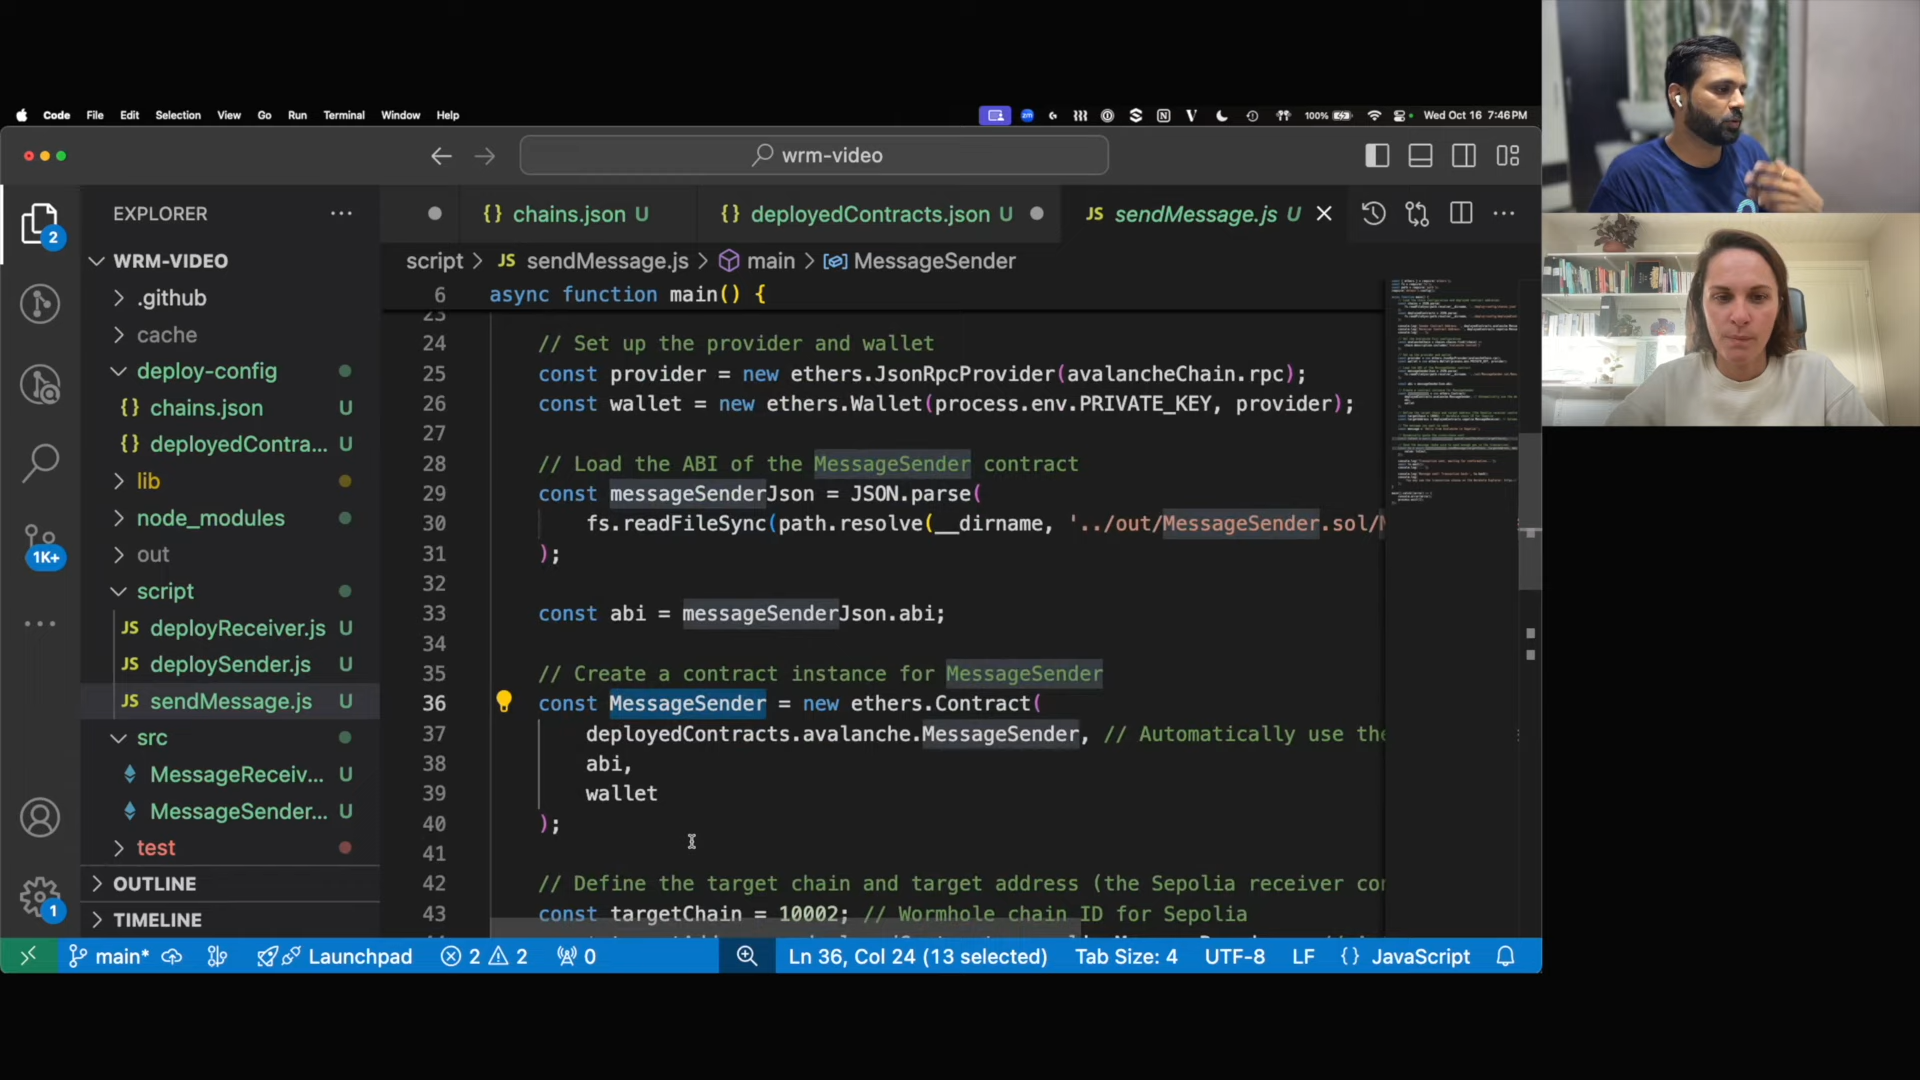 Code File Edit Selection View Go Run Terminal Window Help
zm N V 100% Wed Oct 16 7:46 PM
wrm-video
EXPLORER
chains.json U
deployedContracts.json U
JS sendMessage.js U
2
WRM-VIDEO
script > JS sendMessage.js > main > MessageSender
.github
cache
deploy-config
{} chains.json U
{} deployedContra... U
lib
node_modules
out
1K+
script
JS deployReceiver.js U
JS deploySender.js U
JS sendMessage.js U
src
MessageReceiv... U
MessageSender... U
test
OUTLINE
TIMELINE
1
6 async function main() {
23
24 // Set up the provider and wallet
25 const provider = new ethers.JsonRpcProvider(avalancheChain.rpc);
26 const wallet = new ethers.Wallet(process.env.PRIVATE_KEY, provider);
27
28 // Load the ABI of the MessageSender contract
29 const messageSenderJson = JSON.parse(
30 fs.readFileSync(path.resolve(__dirname, '../out/MessageSender.sol/
31 );
32
33 const abi = messageSenderJson.abi;
34
35 // Create a contract instance for MessageSender
36 const MessageSender = new ethers.Contract(
37 deployedContracts.avalanche.MessageSender, // Automatically use the
38 abi,
39 wallet
40 );
41
42 // Define the target chain and target address (the Sepolia receiver cor
43 const targetChain = 10002; // Wormhole chain ID for Sepolia
main* Launchpad 2 2 0 Ln 36, Col 24 (13 selected) Tab Size: 4 UTF-8 LF {} JavaScript